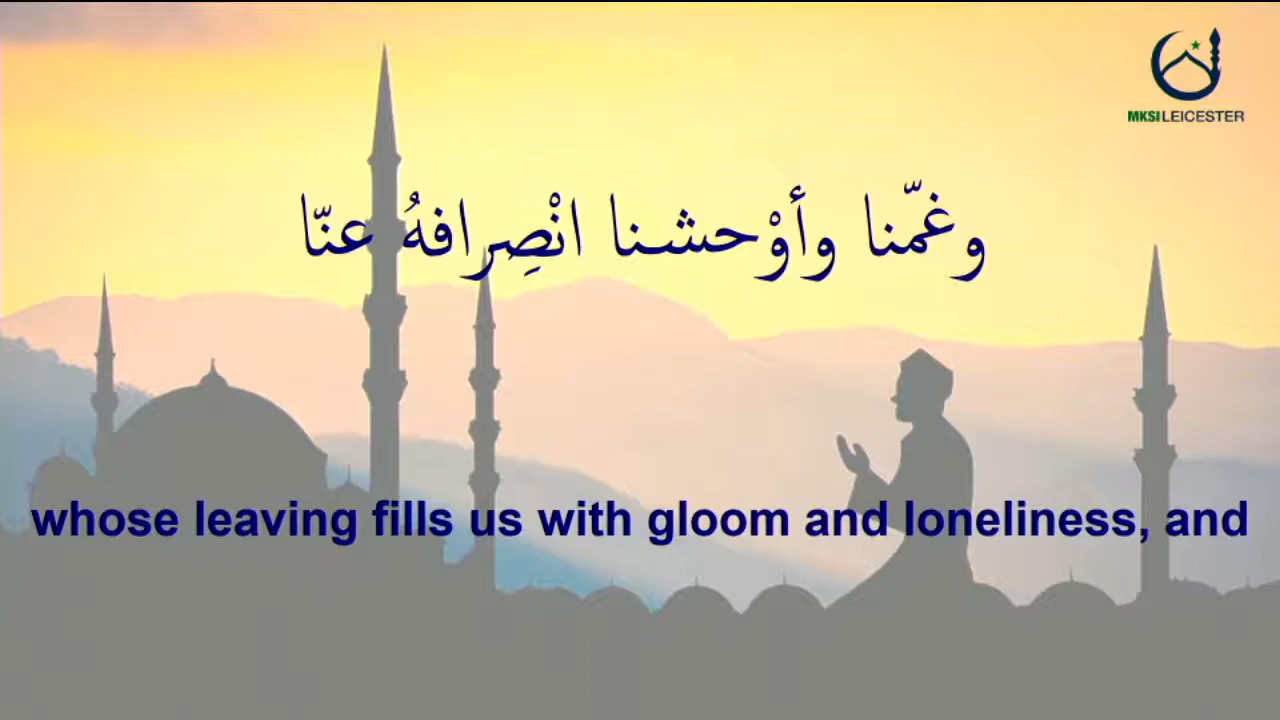 MKSI LEICESTER
وغمّنا وأوْحشنا انْصِرافهُ عنّا
whose leaving fills us with gloom and loneliness, and